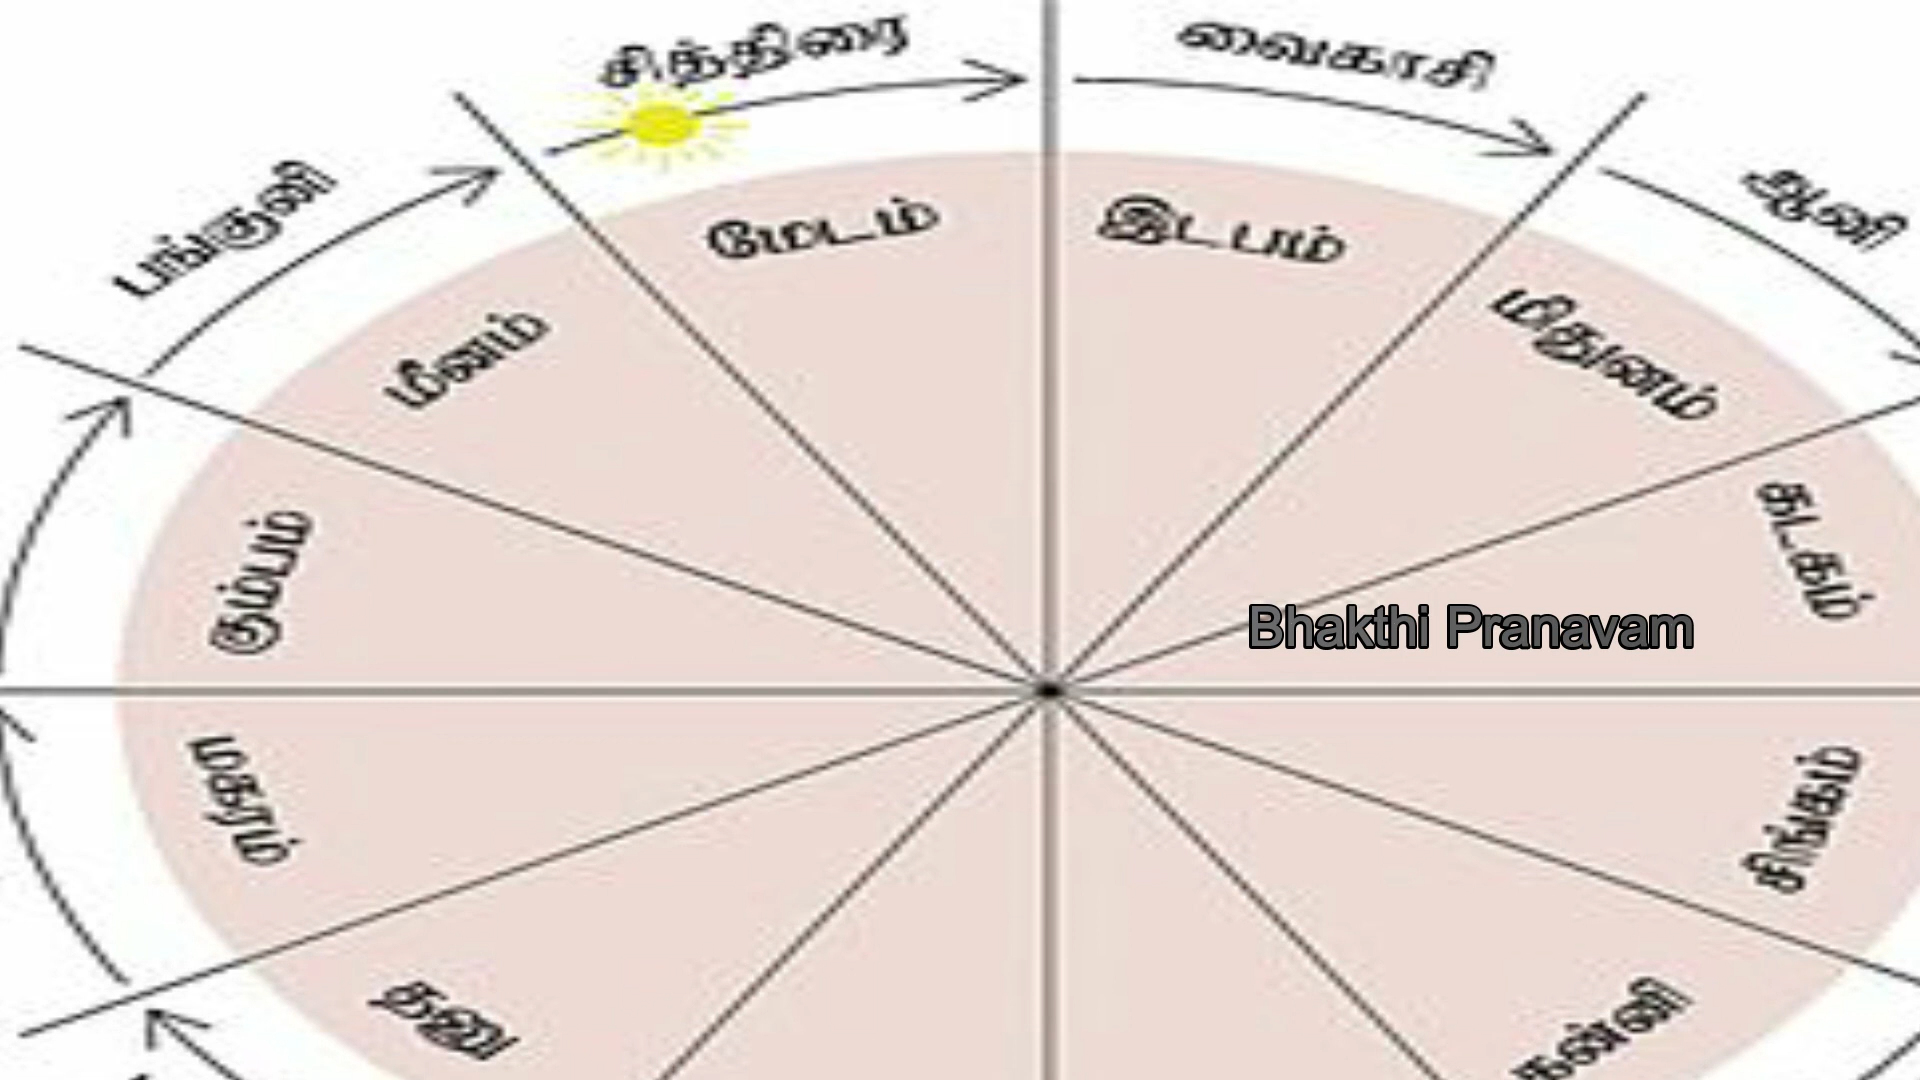 சித்திரை
வைகாசி
ஆனி
பங்குனி
மேடம்
இடபம்
மிதுனம்
மீனம்
கடகம்
கும்பம்
Bhakthi Pranavam
மகரம்
சிங்கம்
தனு
கன்னி